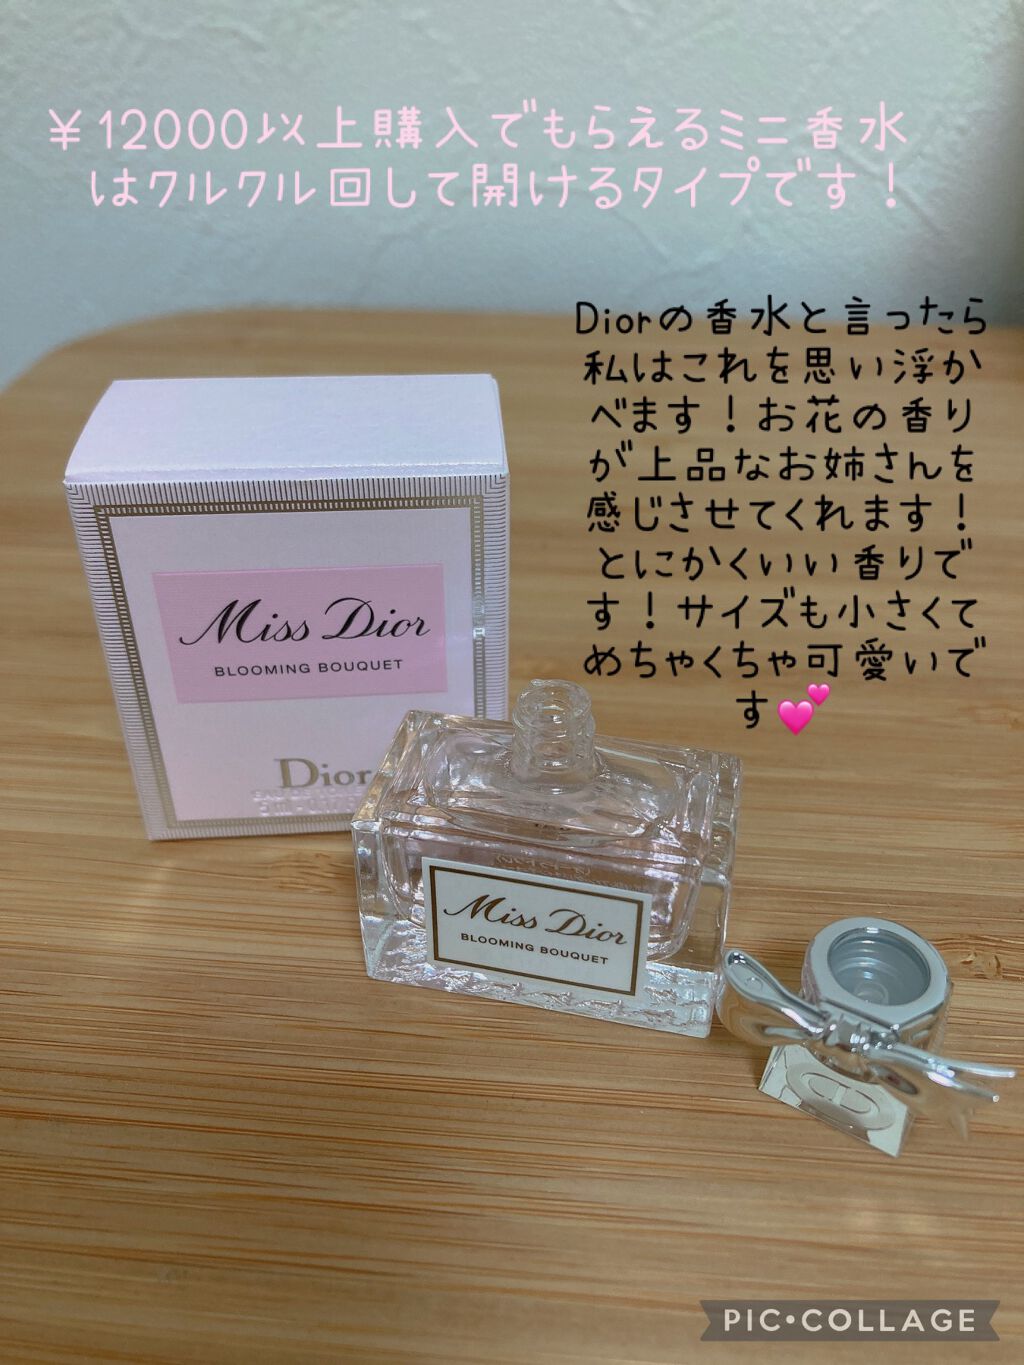 ￥12000以上購入でもらえるミニ香水
はクルクル回して開けるタイプです！
Diorの香水と言ったら
私はこれを思い浮か
べます！お花の香り
が上品なお姉さんを
感じさせてくれます！
とにかくいい香りで
す！サイズも小さくて
めちゃくちゃ可愛いで
す💕
Miss Dior
BLOOMING BOUQUET
Dior
Miss Dior
BLOOMING BOUQUET
CD
PIC•COLLAGE